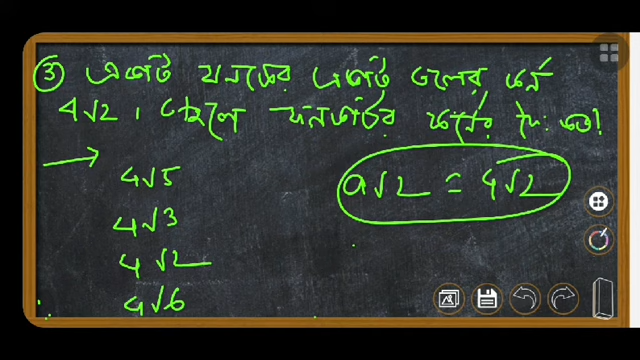 ③ একটি ঘনকের একটি তলের কর্ন
4√2। তাহলে ঘনকটির কর্নের দৈ: কত?
4√5
4√3
4√2
4√6
a√2 = 4√2